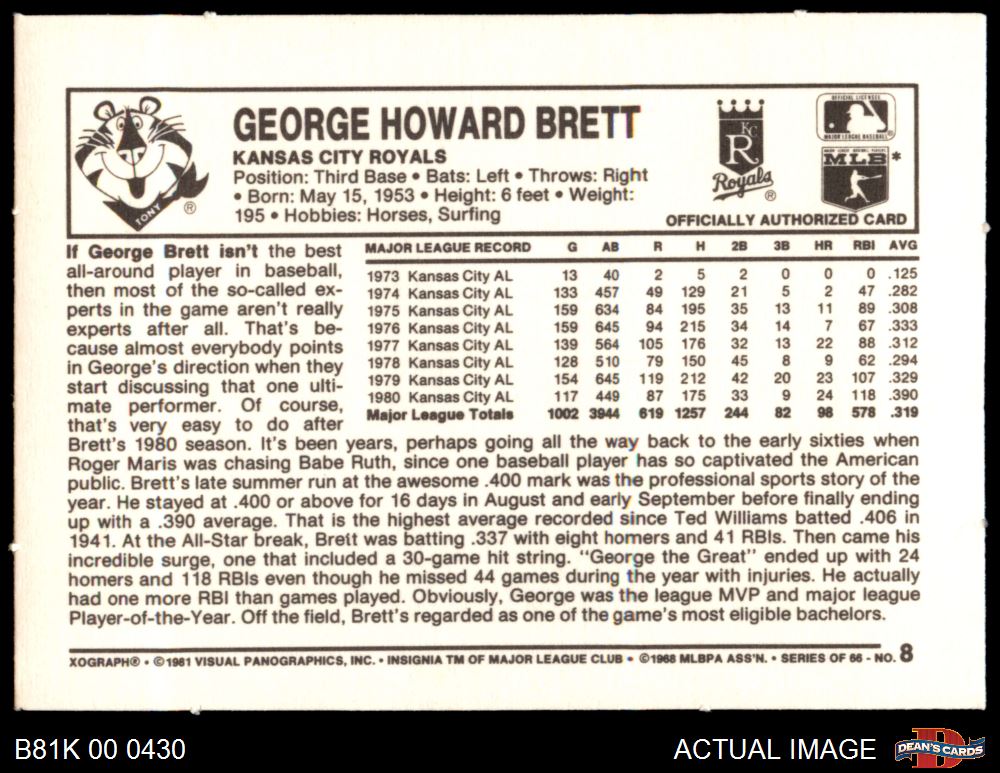 TONY
®
GEORGE HOWARD BRETT
KANSAS CITY ROYALS
Position: Third Base • Bats: Left • Throws: Right
• Born: May 15, 1953 • Height: 6 feet • Weight:
195 • Hobbies: Horses, Surfing
KC
R
Royals
®
OFFICIAL LICENSEE
MAJOR LEAGUE BASEBALL®
MAJOR LEAGUE BASEBALL PLAYERS
MLB *
OFFICIALLY AUTHORIZED CARD
If George Brett isn't the best
all-around player in baseball,
then most of the so-called ex-
perts in the game aren't really
experts after all. That's be-
cause almost everybody points
in George's direction when they
start discussing that one ulti-
mate performer. Of course,
that's very easy to do after
MAJOR LEAGUE RECORD G AB R H 2B 3B HR RBI AVG
1973 Kansas City AL 13 40 2 5 2 0 0 0 .125
1974 Kansas City AL 133 457 49 129 21 5 2 47 .282
1975 Kansas City AL 159 634 84 195 35 13 11 89 .308
1976 Kansas City AL 159 645 94 215 34 14 7 67 .333
1977 Kansas City AL 139 564 105 176 32 13 22 88 .312
1978 Kansas City AL 128 510 79 150 45 8 9 62 .294
1979 Kansas City AL 154 645 119 212 42 20 23 107 .329
1980 Kansas City AL 117 449 87 175 33 9 24 118 .390
Major League Totals 1002 3944 619 1257 244 82 98 578 .319
Brett's 1980 season. It's been years, perhaps going all the way back to the early sixties when
Roger Maris was chasing Babe Ruth, since one baseball player has so captivated the American
public. Brett's late summer run at the awesome .400 mark was the professional sports story of the
year. He stayed at .400 or above for 16 days in August and early September before finally ending
up with a .390 average. That is the highest average recorded since Ted Williams batted .406 in
1941. At the All-Star break, Brett was batting .337 with eight homers and 41 RBIs. Then came his
incredible surge, one that included a 30-game hit string. "George the Great" ended up with 24
homers and 118 RBIs even though he missed 44 games during the year with injuries. He actually
had one more RBI than games played. Obviously, George was the league MVP and major league
Player-of-the-Year. Off the field, Brett's regarded as one of the game's most eligible bachelors.
XOGRAPH® • ©1981 VISUAL PANOGRAPHICS, INC. • INSIGNIA TM OF MAJOR LEAGUE CLUB • ©1968 MLBPA ASS'N. • SERIES OF 66 - NO. 8
B81K 00 0430
ACTUAL IMAGE
D
DEAN'S CARDS